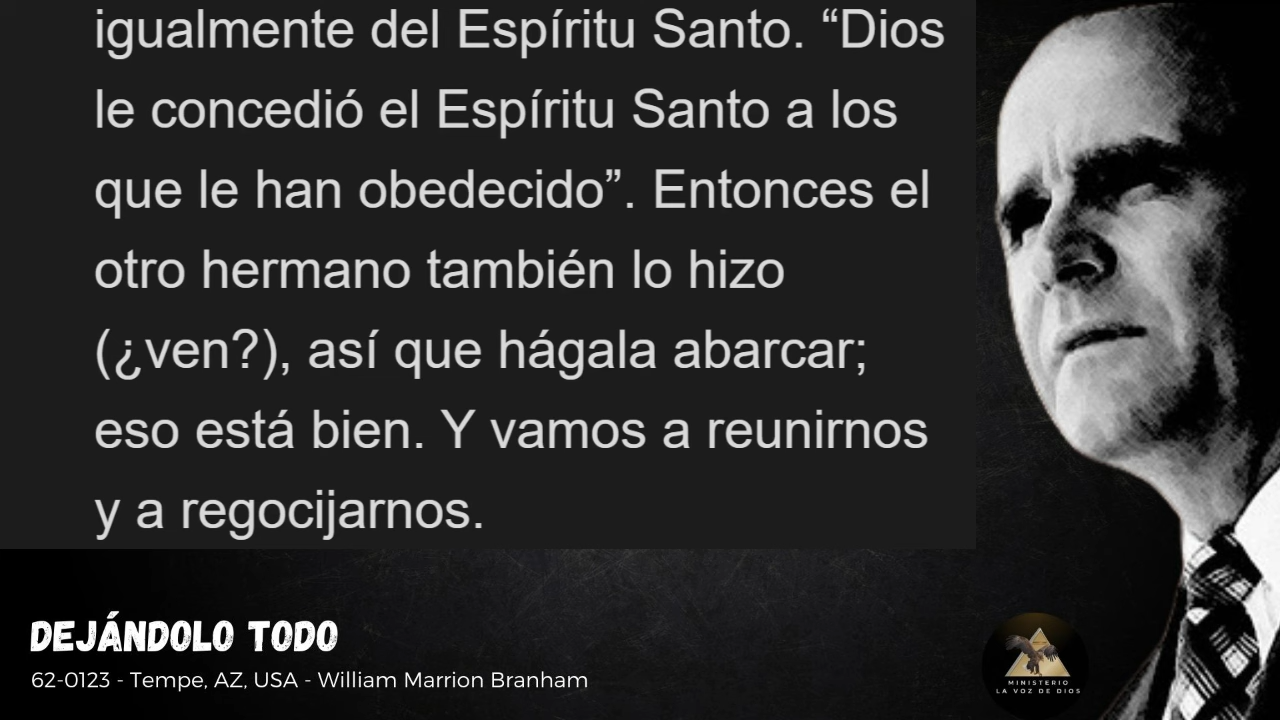 igualmente del Espíritu Santo. “Dios
le concedió el Espíritu Santo a los
que le han obedecido”. Entonces el
otro hermano también lo hizo
(¿ven?), así que hágala abarcar;
eso está bien. Y vamos a reunirnos
y a regocijarnos.
DEJÁNDOLO TODO
62-0123 - Tempe, AZ, USA - William Marrion Branham
MINISTERIO
LA VOZ DE DIOS